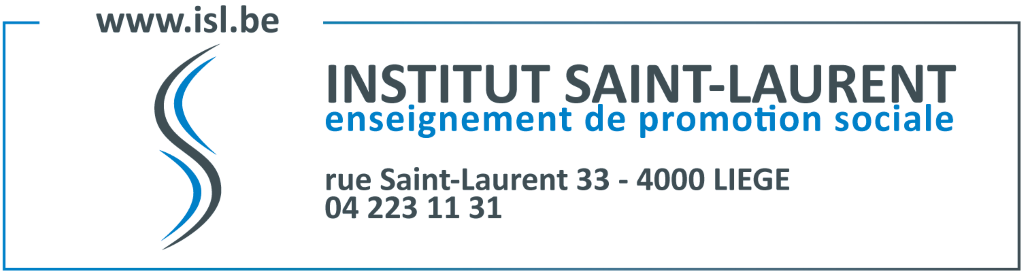 www.isl.be
INSTITUT SAINT-LAURENT
enseignement de promotion sociale
rue Saint-Laurent 33 - 4000 LIEGE
04 223 11 31